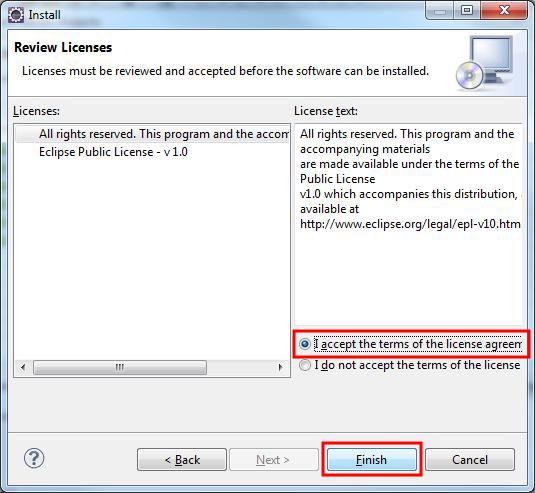 Install
Review Licenses
Licenses must be reviewed and accepted before the software can be installed.
Licenses:
All rights reserved. This program and the accom
Eclipse Public License - v 1.0
License text:
All rights reserved. This program and the
accompanying materials
are made available under the terms of the
Public License
v1.0 which accompanies this distribution,
available at
http://www.eclipse.org/legal/epl-v10.htm
I accept the terms of the license agreem
I do not accept the terms of the license
< Back
Next >
Finish
Cancel